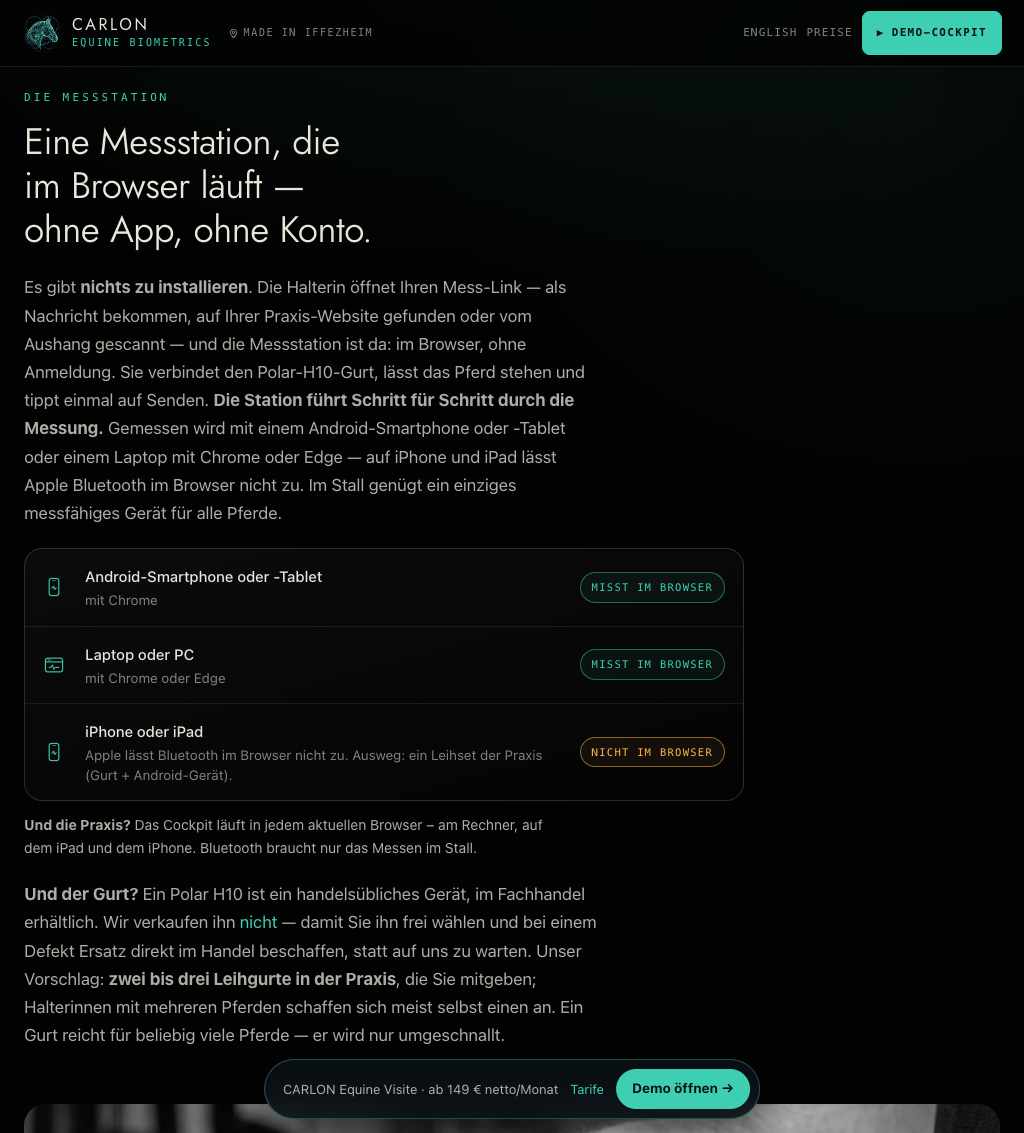 CARLON
EQUINE BIOMETRICS
MADE IN IFFEZHEIM
ENGLISH PREISE
▶ DEMO-COCKPIT
DIE MESSSTATION
Eine Messstation, die
im Browser läuft —
ohne App, ohne Konto.
Es gibt nichts zu installieren. Die Halterin öffnet Ihren Mess-Link — als
Nachricht bekommen, auf Ihrer Praxis-Website gefunden oder vom
Aushang gescannt — und die Messstation ist da: im Browser, ohne
Anmeldung. Sie verbindet den Polar-H10-Gurt, lässt das Pferd stehen und
tippt einmal auf Senden. Die Station führt Schritt für Schritt durch die
Messung. Gemessen wird mit einem Android-Smartphone oder -Tablet
oder einem Laptop mit Chrome oder Edge — auf iPhone und iPad lässt
Apple Bluetooth im Browser nicht zu. Im Stall genügt ein einziges
messfähiges Gerät für alle Pferde.
Android-Smartphone oder -Tablet
mit Chrome
MISST IM BROWSER
Laptop oder PC
mit Chrome oder Edge
MISST IM BROWSER
iPhone oder iPad
Apple lässt Bluetooth im Browser nicht zu. Ausweg: ein Leihset der Praxis
(Gurt + Android-Gerät).
NICHT IM BROWSER
Und die Praxis? Das Cockpit läuft in jedem aktuellen Browser – am Rechner, auf
dem iPad und dem iPhone. Bluetooth braucht nur das Messen im Stall.
Und der Gurt? Ein Polar H10 ist ein handelsübliches Gerät, im Fachhandel
erhältlich. Wir verkaufen ihn nicht — damit Sie ihn frei wählen und bei einem
Defekt Ersatz direkt im Handel beschaffen, statt auf uns zu warten. Unser
Vorschlag: zwei bis drei Leihgurte in der Praxis, die Sie mitgeben;
Halterinnen mit mehreren Pferden schaffen sich meist selbst einen an. Ein
Gurt reicht für beliebig viele Pferde — er wird nur umgeschnallt.
CARLON Equine Visite · ab 149 € netto/Monat Tarife Demo öffnen →